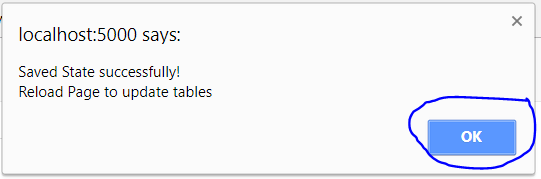 localhost:5000 says:
Saved State successfully!
Reload Page to update tables
OK